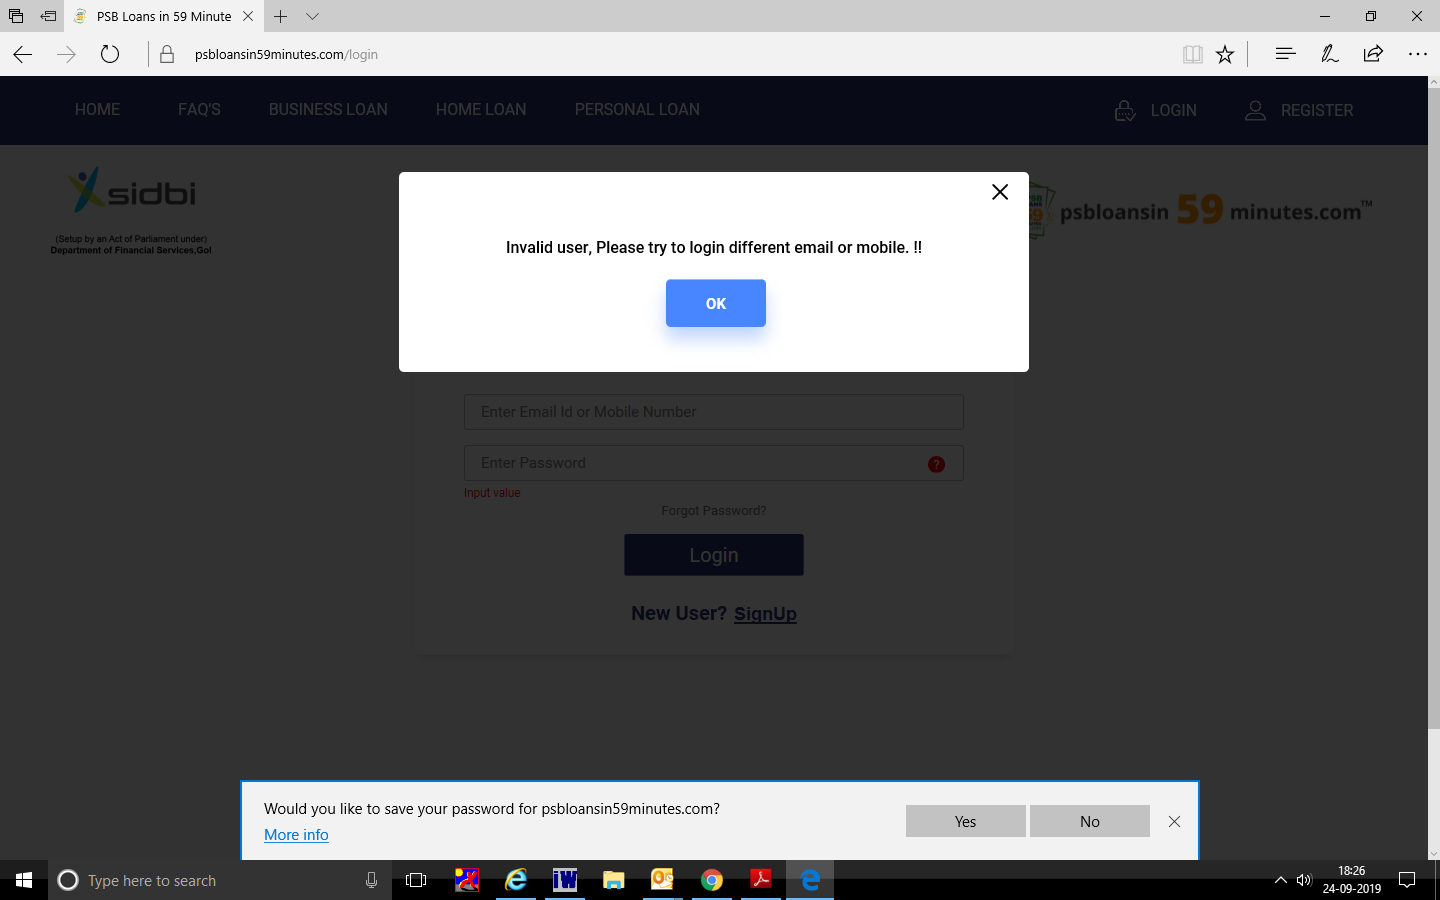 PSB Loans in 59 Minute
psbloansin59minutes.com/login
HOME FAQ'S BUSINESS LOAN HOME LOAN PERSONAL LOAN LOGIN REGISTER
sidbi
(Setup by an Act of Parliament under)
Department of Financial Services,GoI
psbloansin 59 minutes.com™
Invalid user, Please try to login different email or mobile. !!
OK
Enter Email Id or Mobile Number
Enter Password ?
Input value
Forgot Password?
Login
New User? SignUp
Would you like to save your password for psbloansin59minutes.com?
More info
Yes No
Type here to search
18:26
24-09-2019